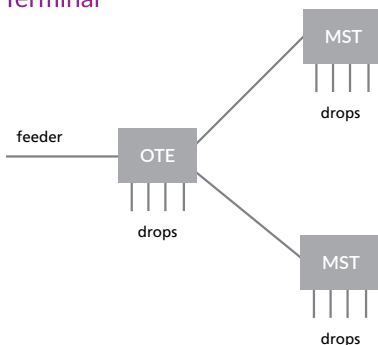 Terminal
MST
drops
feeder
OTE
drops
MST
drops